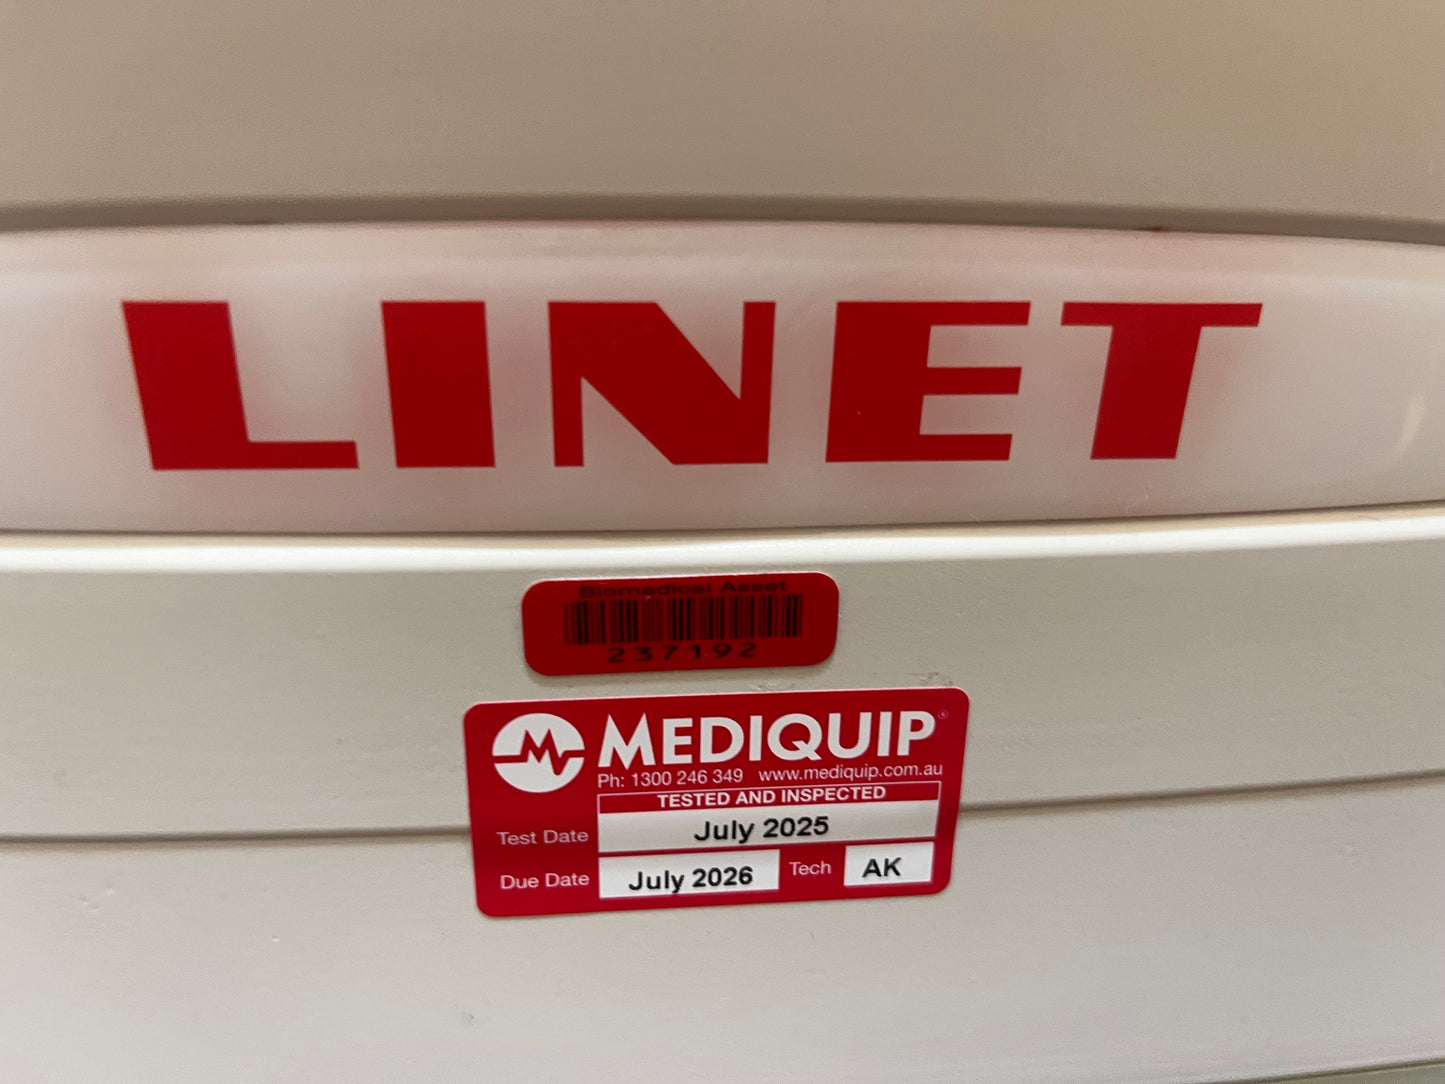 LINET
Biomedical Asset
237192
MEDIQUIP®
Ph: 1300 246 349 www.mediquip.com.au
TESTED AND INSPECTED
Test Date July 2025
Due Date July 2026 Tech AK